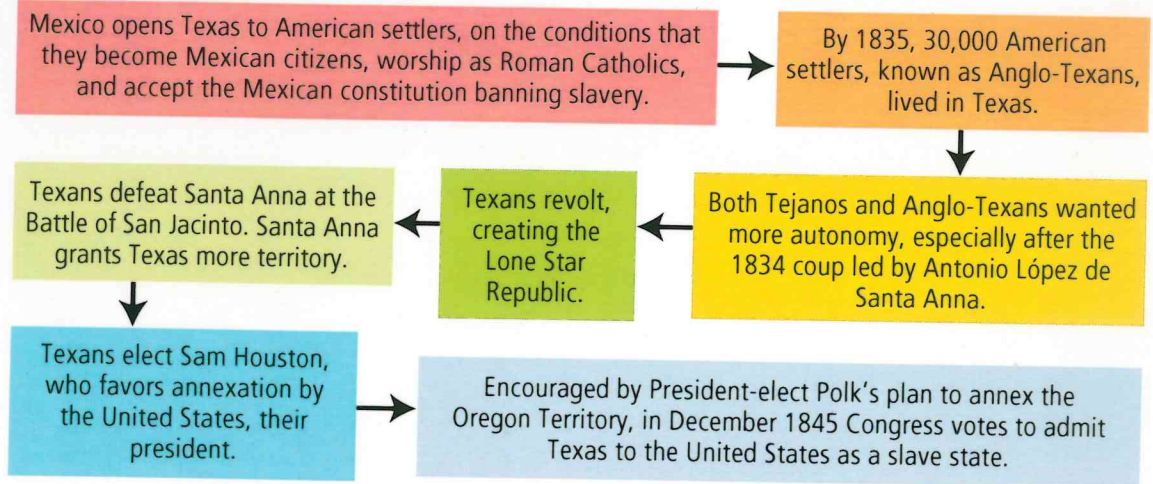 Mexico opens Texas to American settlers, on the conditions that
they become Mexican citizens, worship as Roman Catholics,
and accept the Mexican constitution banning slavery.
By 1835, 30,000 American
settlers, known as Anglo-Texans,
lived in Texas.
Both Tejanos and Anglo-Texans wanted
more autonomy, especially after the
1834 coup led by Antonio López de
Santa Anna.
Texans revolt,
creating the
Lone Star
Republic.
Texans defeat Santa Anna at the
Battle of San Jacinto. Santa Anna
grants Texas more territory.
Texans elect Sam Houston,
who favors annexation by
the United States, their
president.
Encouraged by President-elect Polk's plan to annex the
Oregon Territory, in December 1845 Congress votes to admit
Texas to the United States as a slave state.